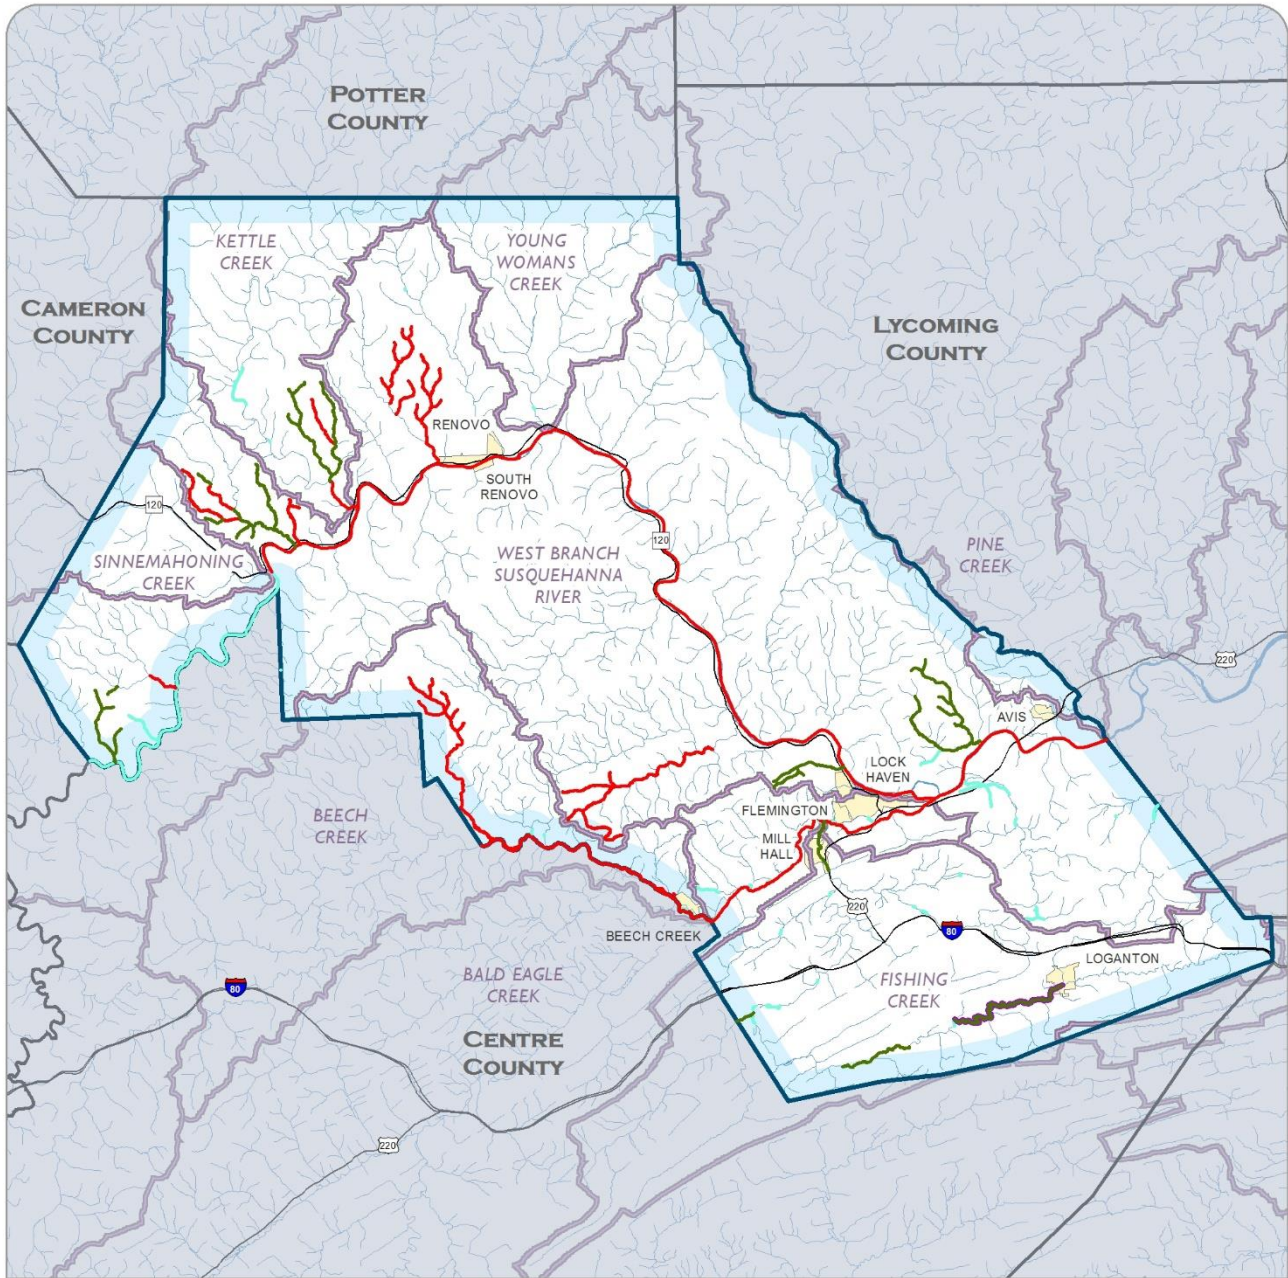 POTTER
COUNTY
KETTLE
CREEK
YOUNG
WOMANS
CREEK
CAMERON
COUNTY
LYCOMING
COUNTY
RENOVO
SOUTH
RENOVO
120
120
WEST BRANCH
SUSQUEHANNA
RIVER
PINE
CREEK
SINNEMAHONING
CREEK
220
AVIS
LOCK
HAVEN
FLEMINGTON
MILL
HALL
BEECH
CREEK
220
BEECH CREEK
80
LOGANTON
BALD EAGLE
CREEK
FISHING
CREEK
80
CENTRE
COUNTY
220